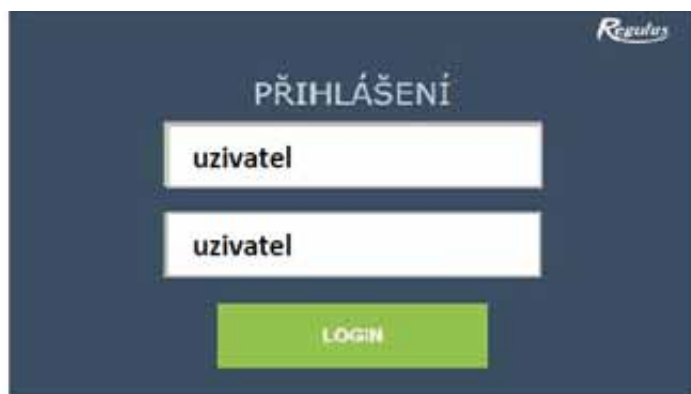 Regulus
PŘIHLÁŠENÍ
uzivatel
uzivatel
LOGIN